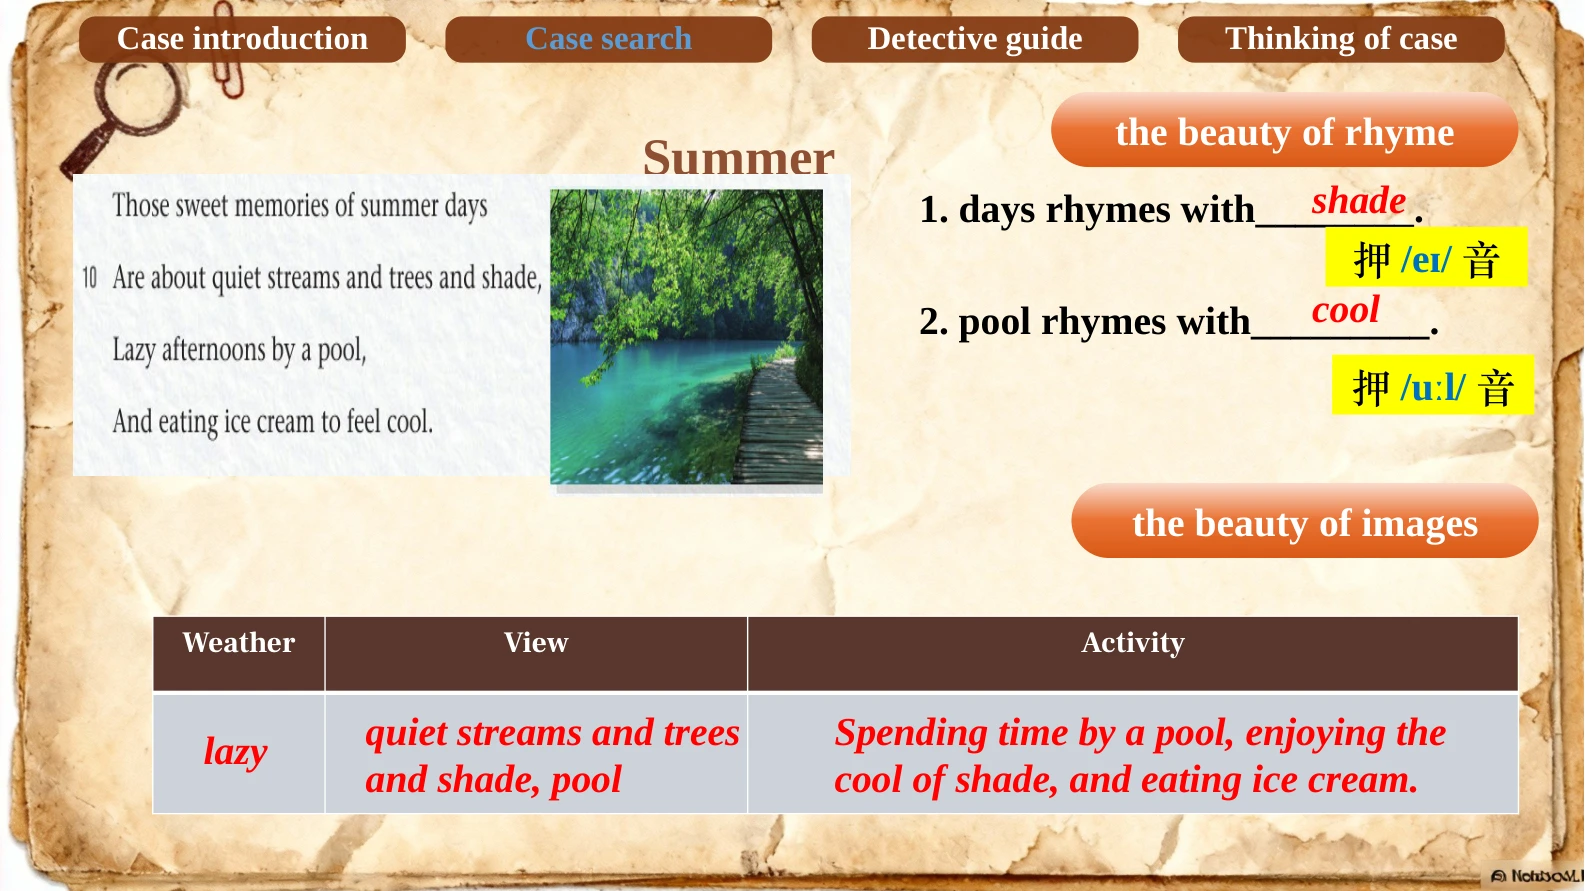 Case introduction
Case search
Detective guide
Thinking of case
the beauty of rhyme
Summer
Those sweet memories of summer days
10 Are about quiet streams and trees and shade,
Lazy afternoons by a pool,
And eating ice cream to feel cool.
1. days rhymes with________.
shade
押 /eɪ/ 音
2. pool rhymes with_________.
cool
押 /uːl/ 音
the beauty of images
Weather
View
Activity
lazy
quiet streams and trees
and shade, pool
Spending time by a pool, enjoying the
cool of shade, and eating ice cream.